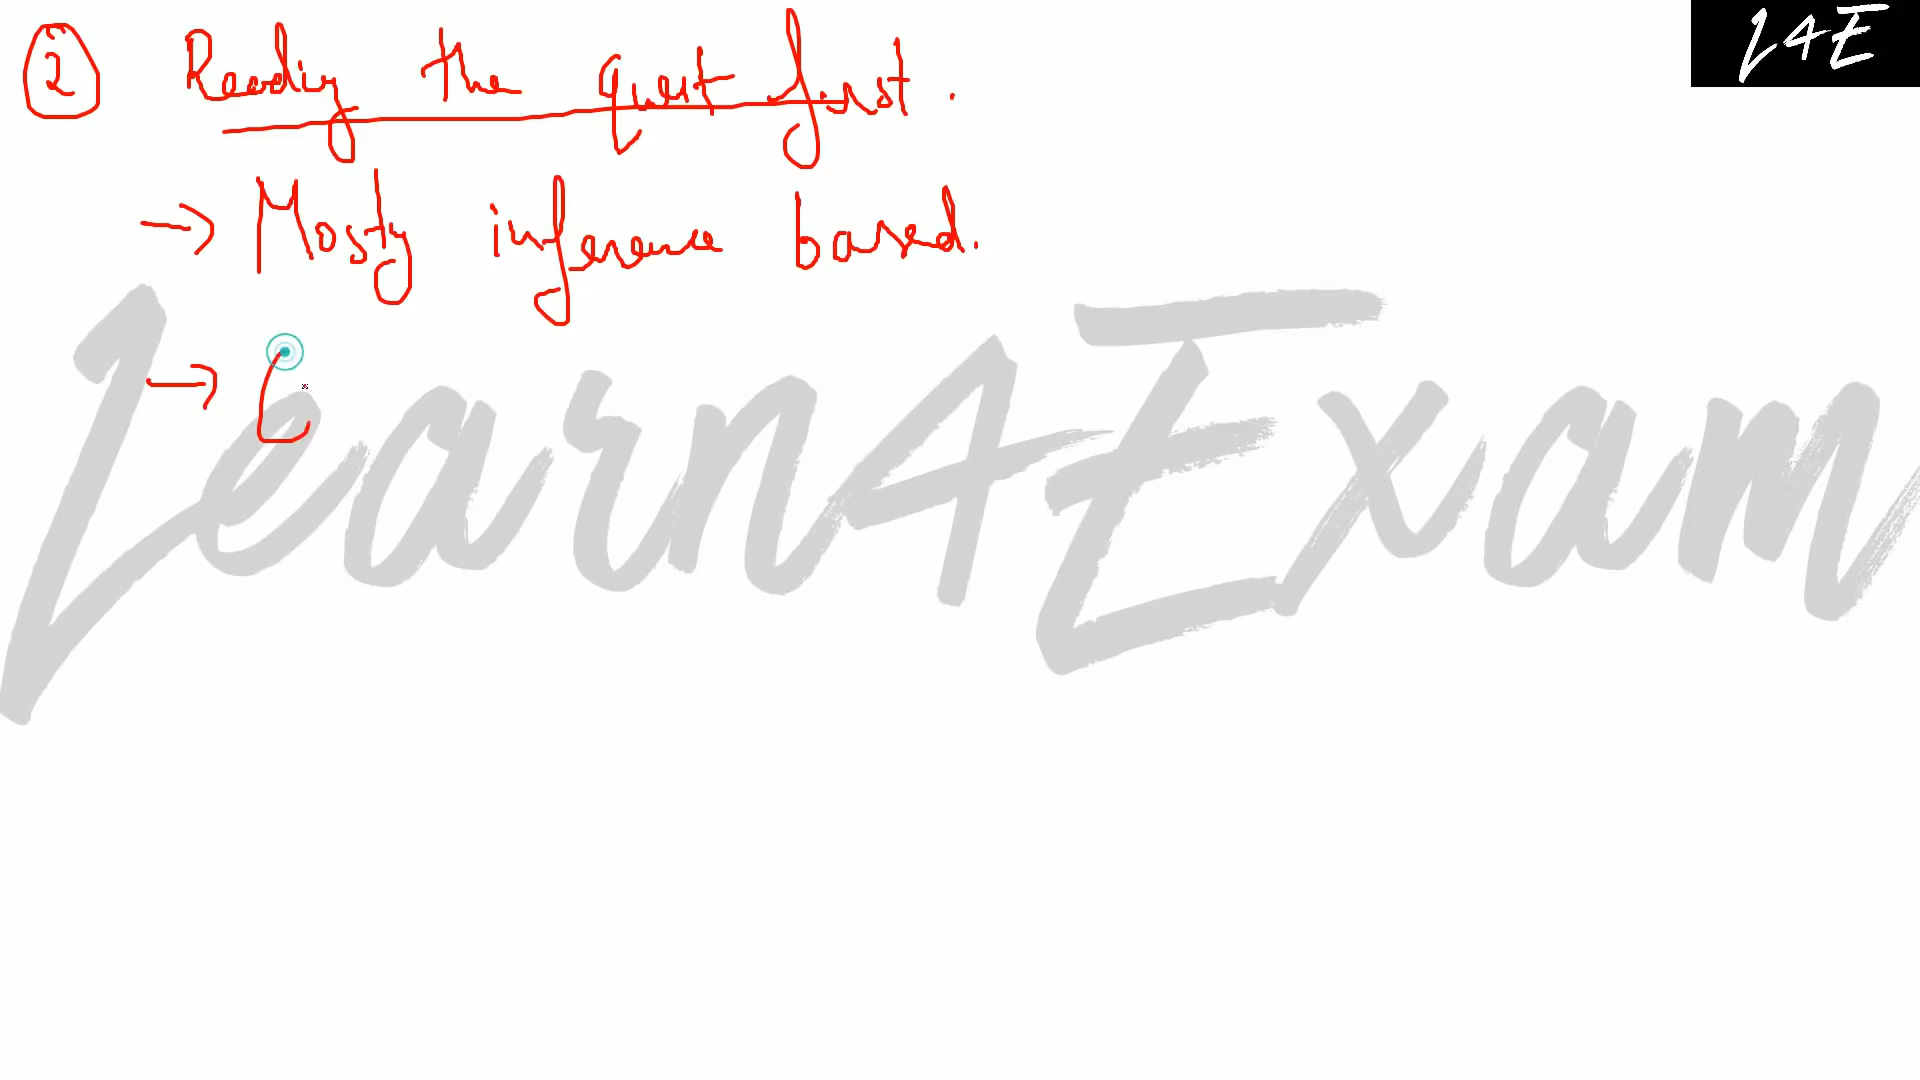 2 Reading the quest first.
L4E
→ Mostly inference based.
→
Learn4Exam